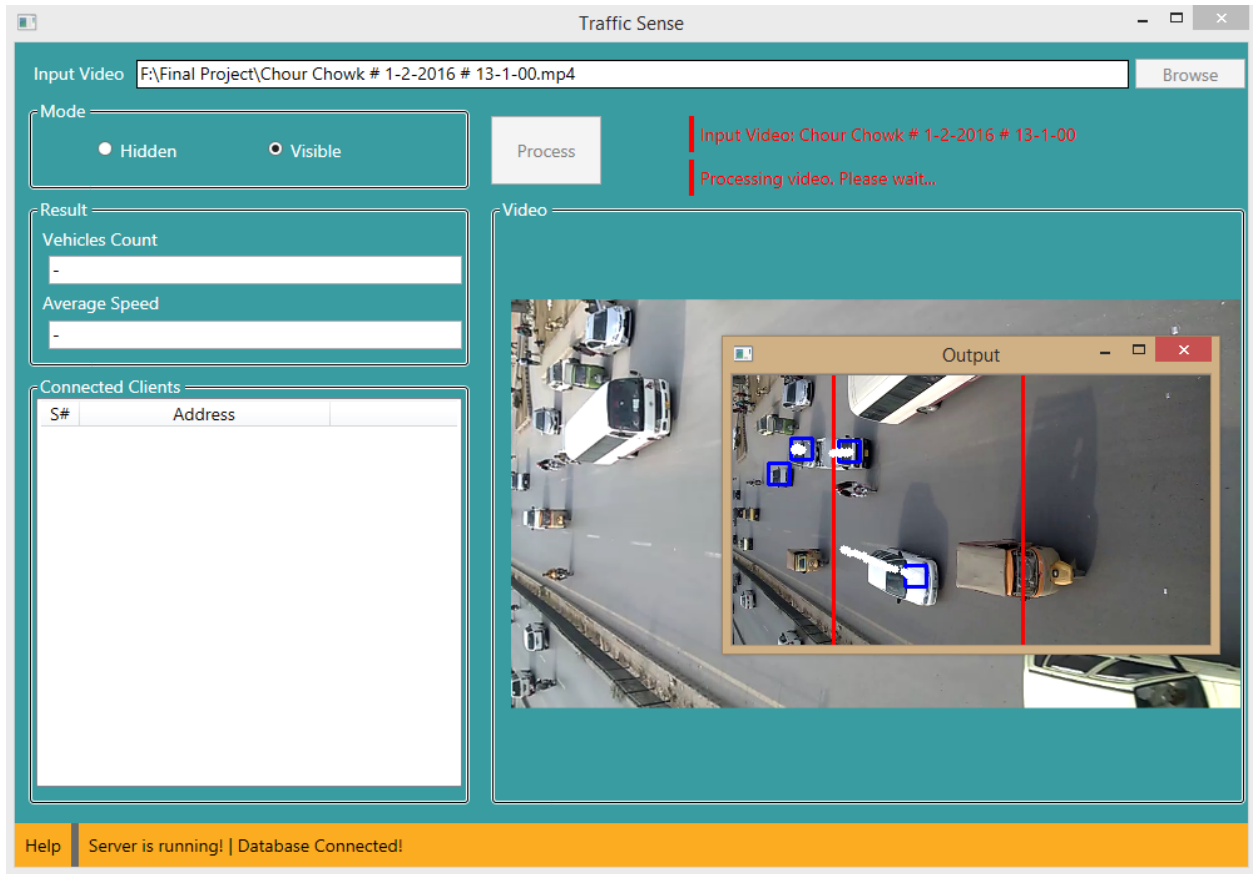 Traffic Sense
Input Video F:\Final Project\Chour Chowk # 1-2-2016 # 13-1-00.mp4 Browse
Mode
Hidden Visible
Process
Input Video: Chour Chowk # 1-2-2016 # 13-1-00
Processing video. Please wait...
Result
Vehicles Count
-
Average Speed
-
Connected Clients
S# Address
Video
Output
Help Server is running! | Database Connected!